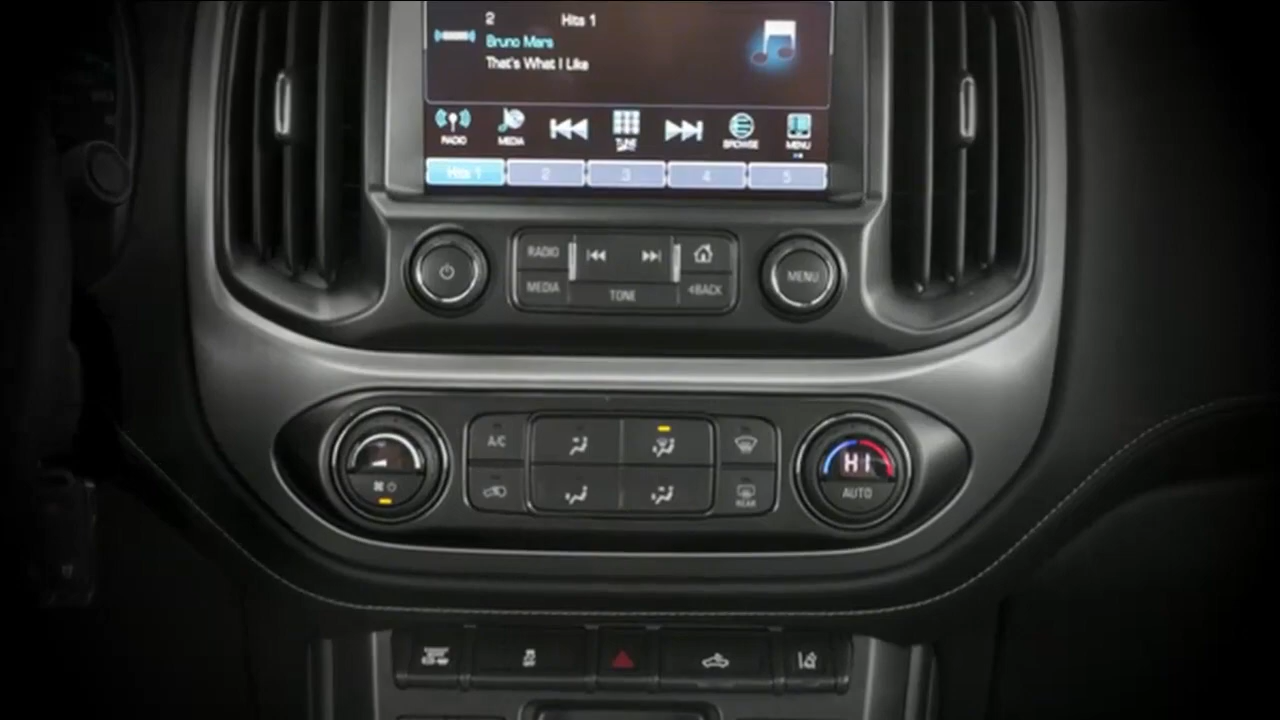 2 Hits 1
Bruno Mars
That's What I Like
RADIO MEDIA TUNE BROWSE MENU
Hits 1 2 3 4 5
RADIO
MEDIA TONE BACK
MENU
A/C
HI
AUTO
REAR